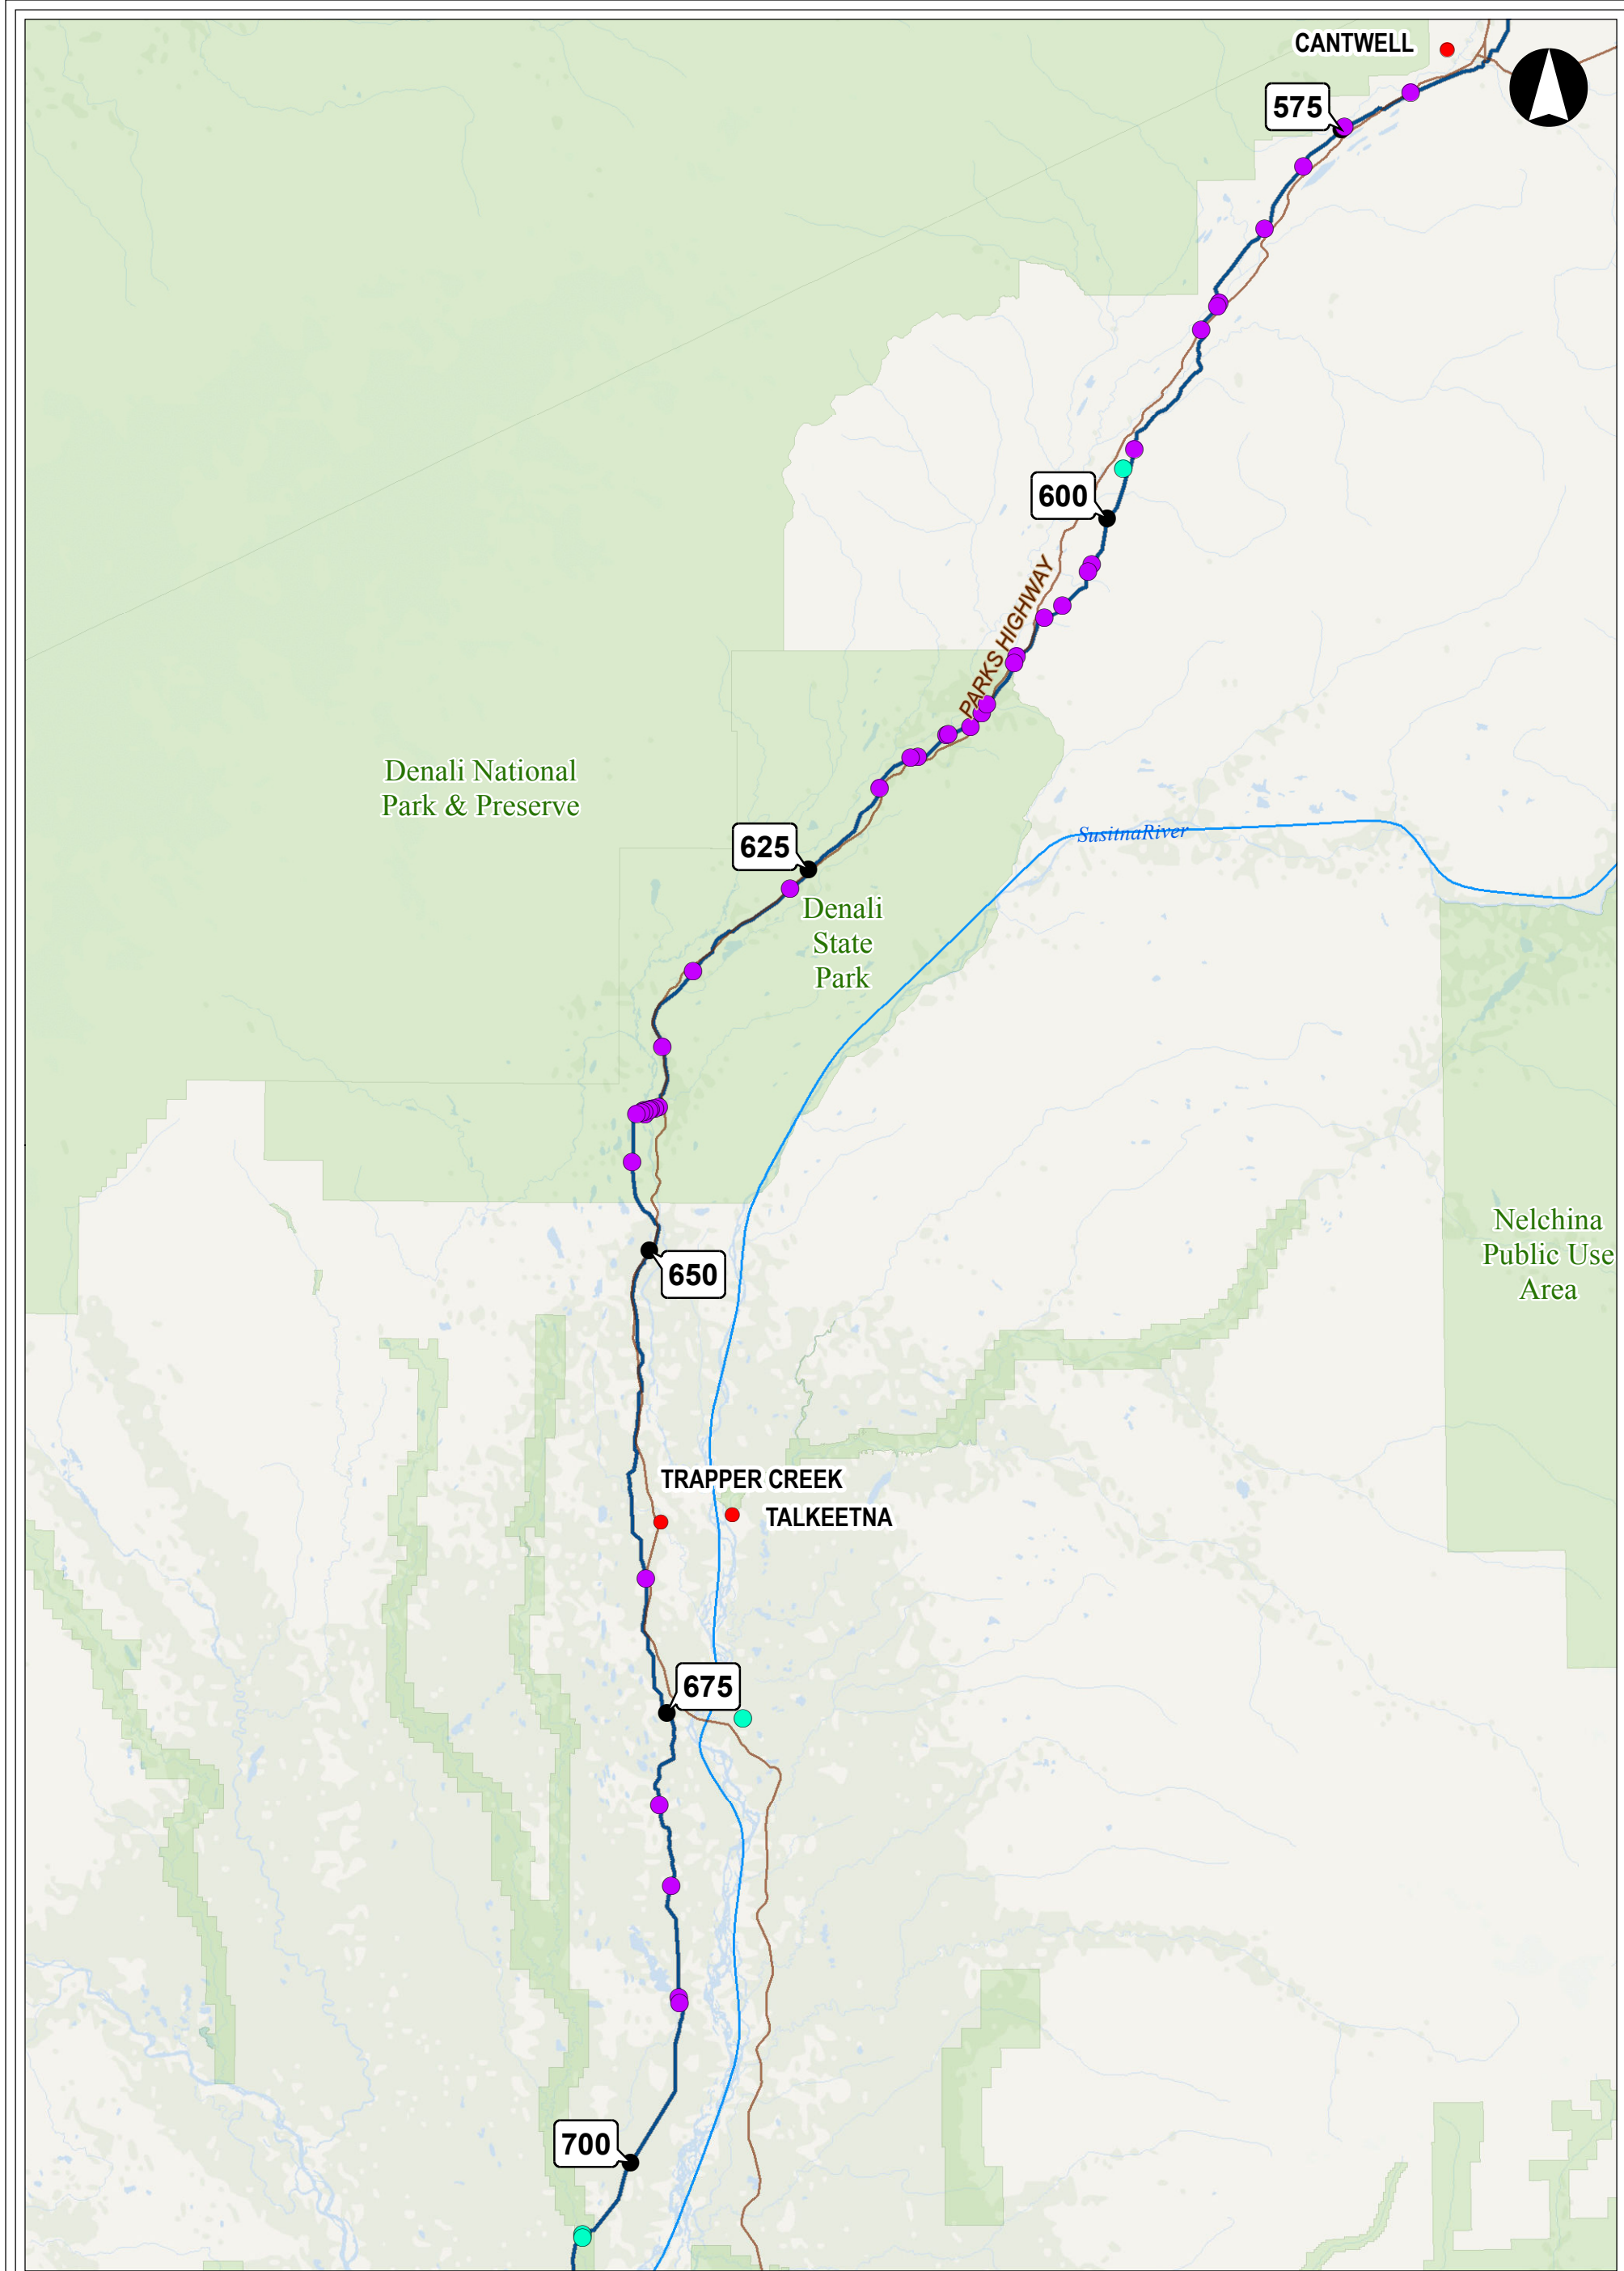 CANTWELL
575
600
PARKS HIGHWAY
Denali National
Park & Preserve
SusitnaRiver
625
Denali
State
Park
Nelchina
Public Use
Area
650
TRAPPER CREEK
TALKEETNA
675
700